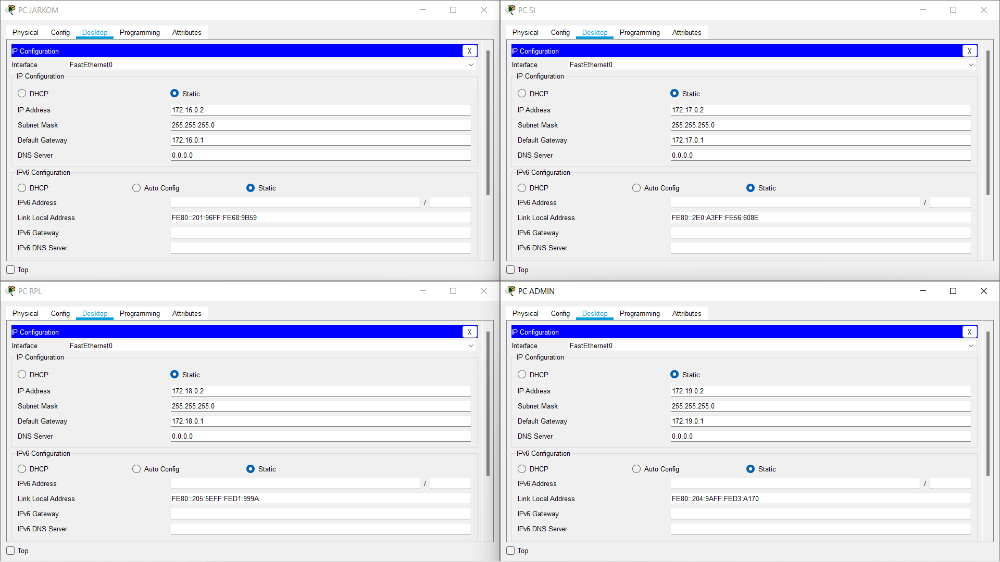 PC JARKOM
Physical Config Desktop Programming Attributes
IP Configuration X
Interface FastEthernet0
IP Configuration
DHCP Static
IP Address 172.16.0.2
Subnet Mask 255.255.255.0
Default Gateway 172.16.0.1
DNS Server 0.0.0.0
IPv6 Configuration
DHCP Auto Config Static
IPv6 Address /
Link Local Address FE80::201:96FF:FE68:9B59
IPv6 Gateway
IPv6 DNS Server
Top
PC SI
Physical Config Desktop Programming Attributes
IP Configuration X
Interface FastEthernet0
IP Configuration
DHCP Static
IP Address 172.17.0.2
Subnet Mask 255.255.255.0
Default Gateway 172.17.0.1
DNS Server 0.0.0.0
IPv6 Configuration
DHCP Auto Config Static
IPv6 Address /
Link Local Address FE80::2E0:A3FF:FE56:608E
IPv6 Gateway
IPv6 DNS Server
Top
PC RPL
Physical Config Desktop Programming Attributes
IP Configuration X
Interface FastEthernet0
IP Configuration
DHCP Static
IP Address 172.18.0.2
Subnet Mask 255.255.255.0
Default Gateway 172.18.0.1
DNS Server 0.0.0.0
IPv6 Configuration
DHCP Auto Config Static
IPv6 Address /
Link Local Address FE80::205:5EFF:FED1:999A
IPv6 Gateway
IPv6 DNS Server
Top
PC ADMIN
Physical Config Desktop Programming Attributes
IP Configuration X
Interface FastEthernet0
IP Configuration
DHCP Static
IP Address 172.19.0.2
Subnet Mask 255.255.255.0
Default Gateway 172.19.0.1
DNS Server 0.0.0.0
IPv6 Configuration
DHCP Auto Config Static
IPv6 Address /
Link Local Address FE80::204:9AFF:FED3:A170
IPv6 Gateway
IPv6 DNS Server
Top